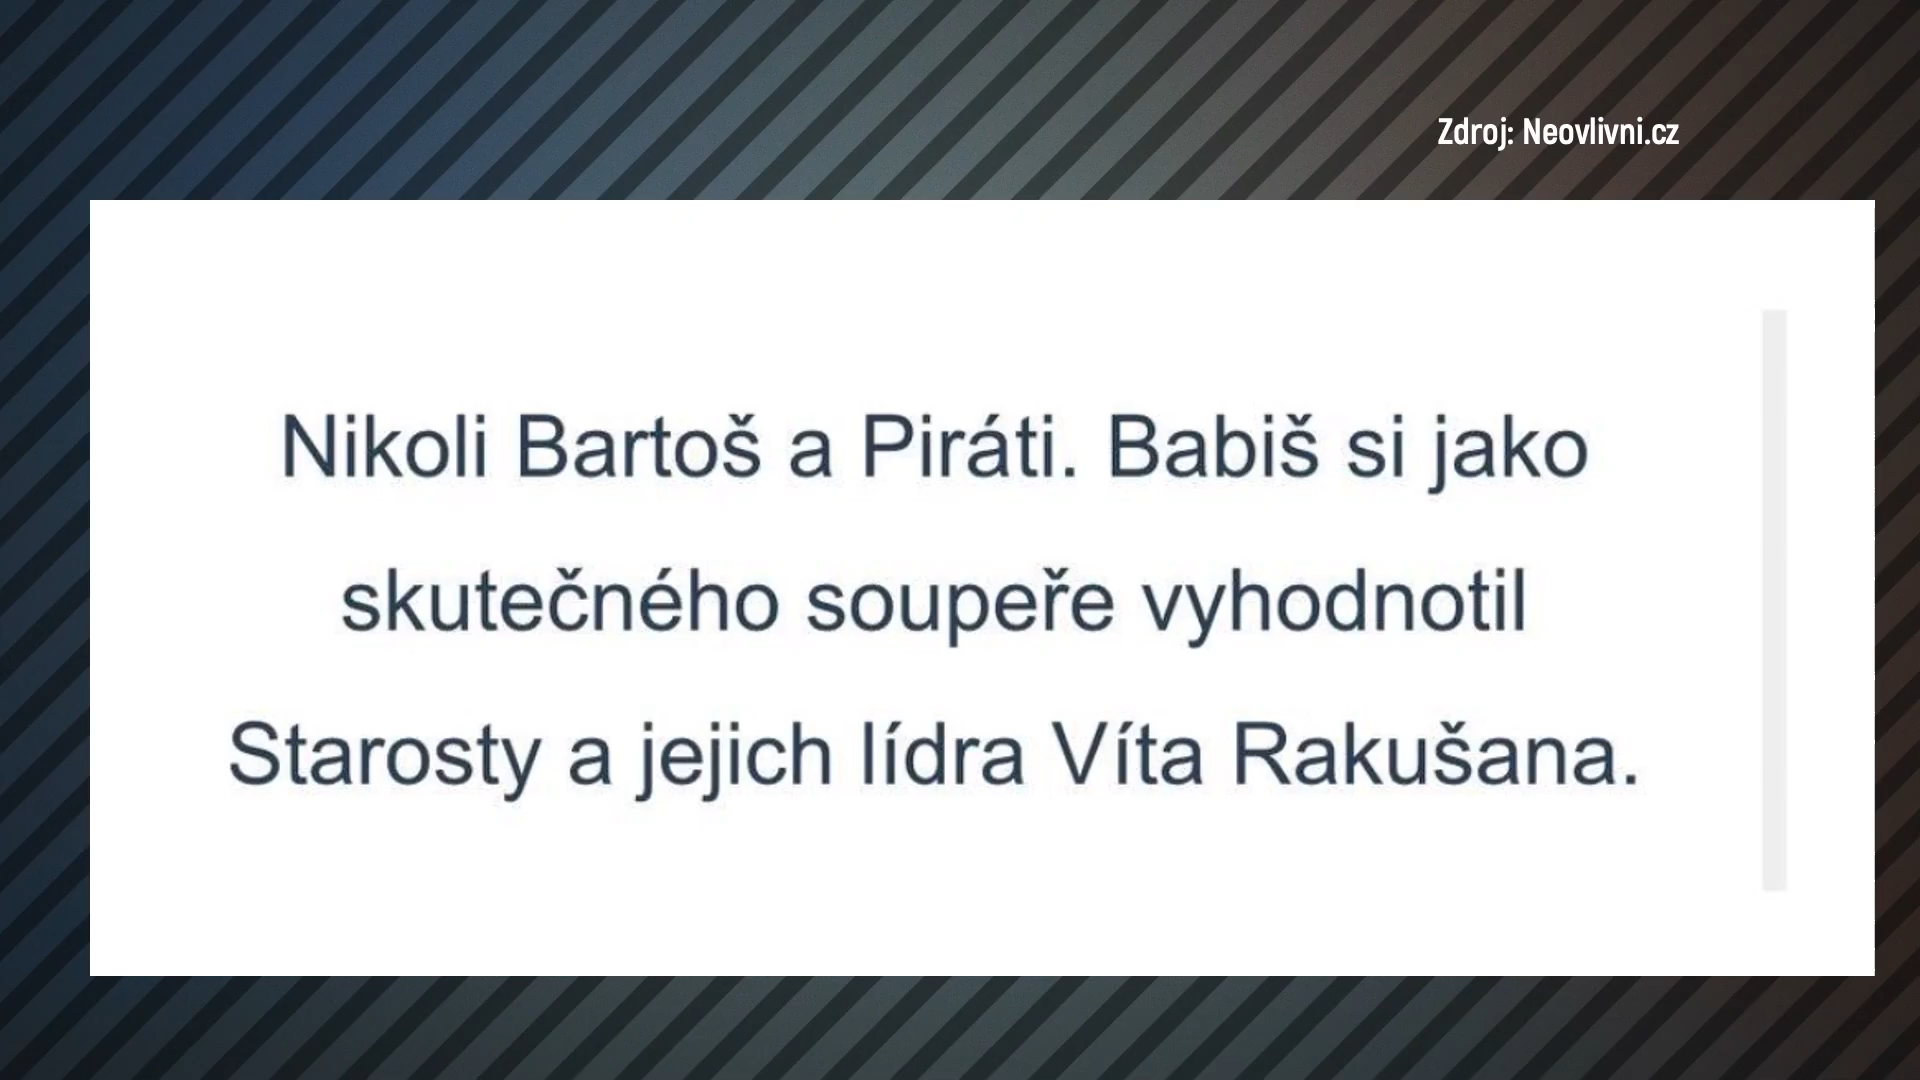 Zdroj: Neovlivni.cz
Nikoli Bartoš a Piráti. Babiš si jako
skutečného soupeře vyhodnotil
Starosty a jejich lídra Víta Rakušana.